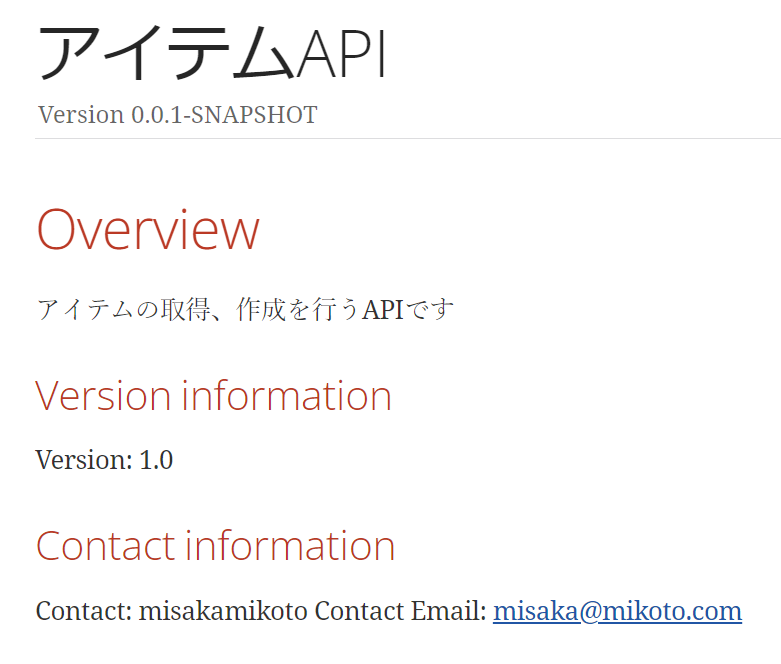 アイテムAPI
Version 0.0.1-SNAPSHOT
Overview
アイテムの取得、作成を行うAPIです
Version information
Version: 1.0
Contact information
Contact: misakamikoto Contact Email: misaka@mikoto.com